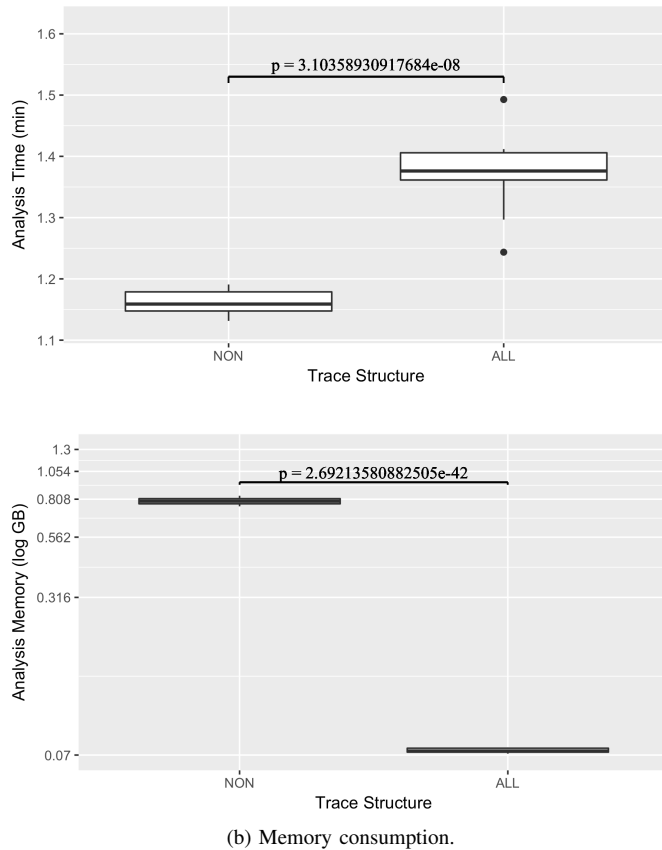 1.6
p = 3.10358930917684e-08
1.5
1.4
1.3
1.2
1.1
Analysis Time (min)
NON ALL
Trace Structure
1.3
1.054
p = 2.69213580882505e-42
0.808
0.562
0.316
0.07
Analysis Memory (log GB)
NON ALL
Trace Structure
(b) Memory consumption.